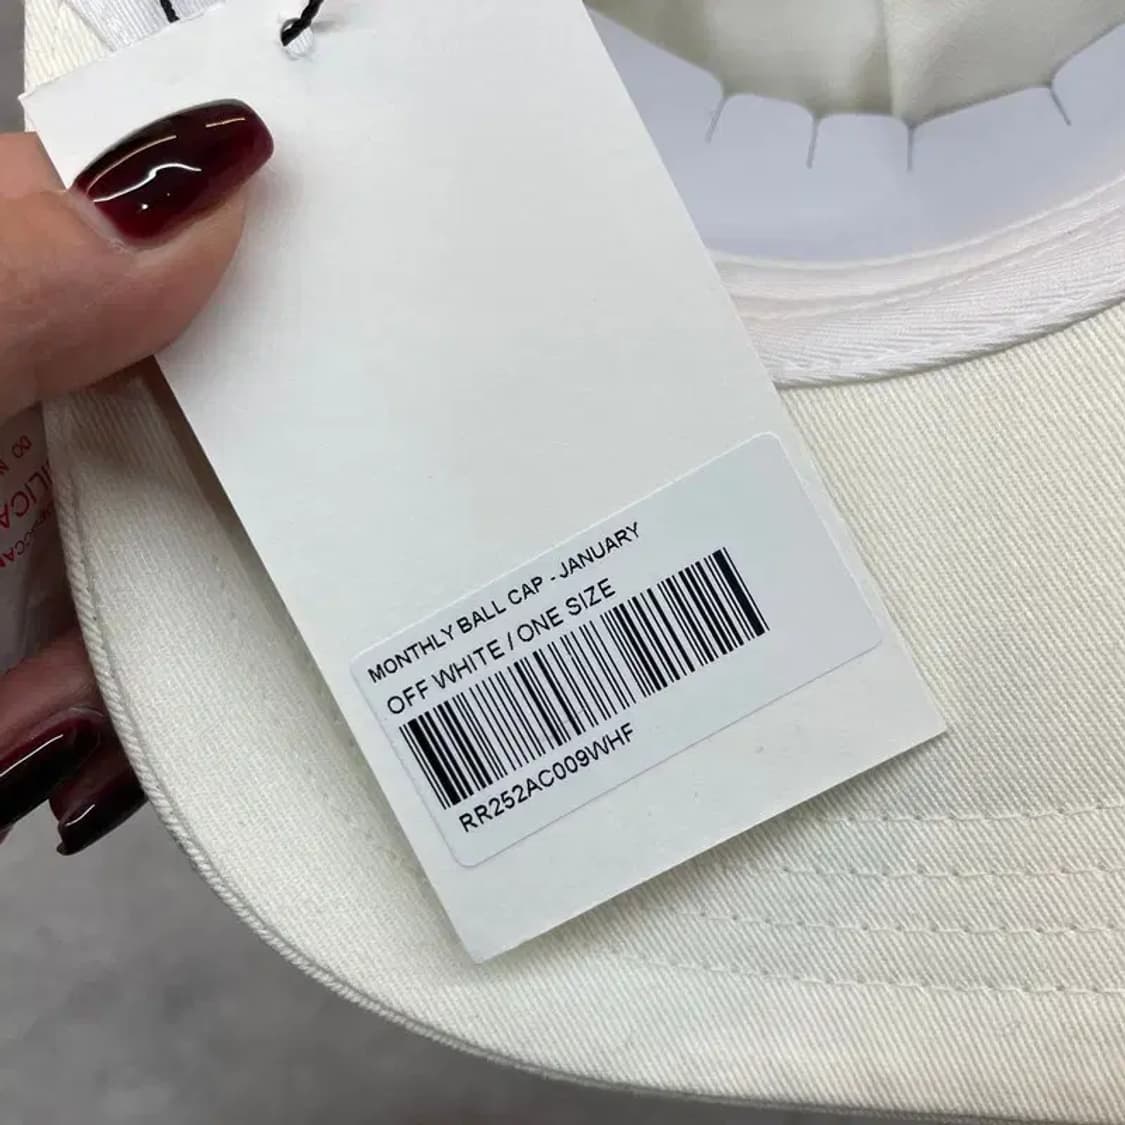 MONTHLY BALL CAP - JANUARY
OFF WHITE / ONE SIZE
RR252AC009WHF